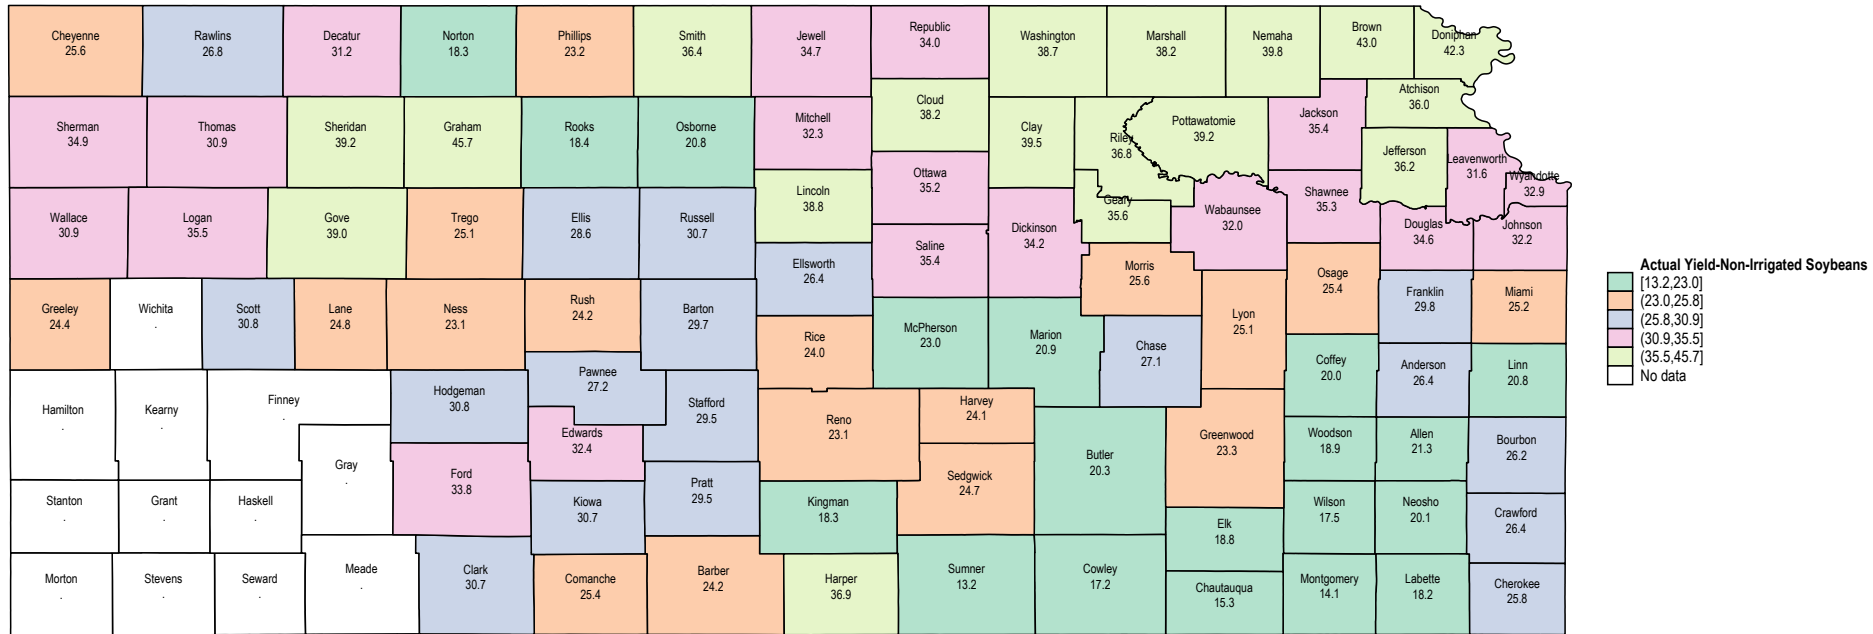 Cheyenne
25.6
Rawlins
26.8
Decatur
31.2
Norton
18.3
Phillips
23.2
Smith
36.4
Jewell
34.7
Republic
34.0
Washington
38.7
Marshall
38.2
Nemaha
39.8
Brown
43.0
Doniphan
42.3
Sherman
34.9
Thomas
30.9
Sheridan
39.2
Graham
45.7
Rooks
18.4
Osborne
20.8
Mitchell
32.3
Cloud
38.2
Clay
39.5
Riley
36.8
Pottawatomie
39.2
Jackson
35.4
Atchison
36.0
Jefferson
36.2
Leavenworth
31.6
Wyandotte
32.9
Wallace
30.9
Logan
35.5
Gove
39.0
Trego
25.1
Ellis
28.6
Russell
30.7
Lincoln
38.8
Ottawa
35.2
Saline
35.4
Dickinson
34.2
Geary
35.6
Wabaunsee
32.0
Shawnee
35.3
Douglas
34.6
Johnson
32.2
Greeley
24.4
Wichita
.
Scott
30.8
Lane
24.8
Ness
23.1
Rush
24.2
Barton
29.7
Ellsworth
26.4
Rice
24.0
McPherson
23.0
Marion
20.9
Morris
25.6
Chase
27.1
Lyon
25.1
Osage
25.4
Franklin
29.8
Miami
25.2
Coffey
20.0
Anderson
26.4
Linn
20.8
Hamilton
.
Kearny
.
Finney
.
Hodgeman
30.8
Pawnee
27.2
Stafford
29.5
Edwards
32.4
Gray
.
Ford
33.8
Reno
23.1
Harvey
24.1
Sedgwick
24.7
Butler
20.3
Greenwood
23.3
Woodson
18.9
Allen
21.3
Bourbon
26.2
Stanton
.
Grant
.
Haskell
.
Kiowa
30.7
Pratt
29.5
Kingman
18.3
Elk
18.8
Wilson
17.5
Neosho
20.1
Crawford
26.4
Morton
.
Stevens
.
Seward
.
Meade
.
Clark
30.7
Comanche
25.4
Barber
24.2
Harper
36.9
Sumner
13.2
Cowley
17.2
Chautauqua
15.3
Montgomery
14.1
Labette
18.2
Cherokee
25.8
Actual Yield-Non-Irrigated Soybeans
[13.2,23.0]
(23.0,25.8]
(25.8,30.9]
(30.9,35.5]
(35.5,45.7]
No data